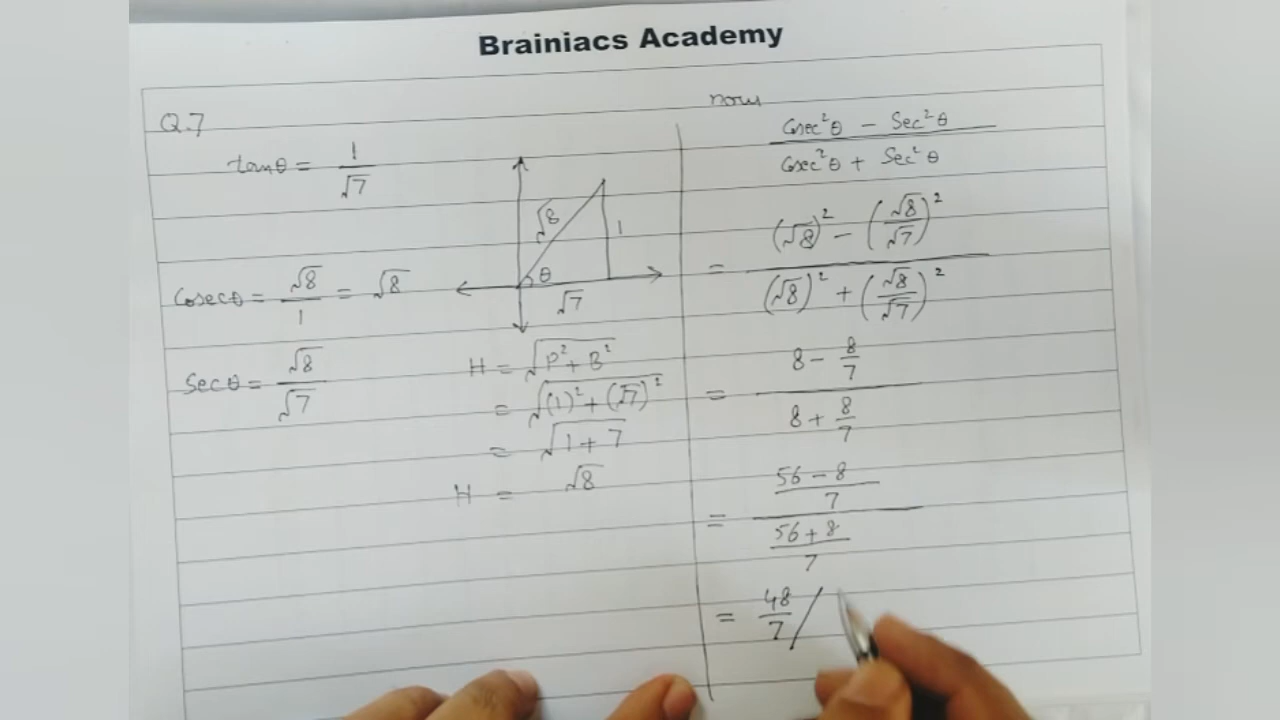 Brainiacs Academy
Q.7
tanθ = 1/√7
Cosecθ = √8/1 = √8
Secθ = √8/√7
√8
1
θ
√7
H = √(P² + B²)
= √((1)² + (√7)²)
= √(1 + 7)
H = √8
now
(Cosec²θ − Sec²θ)/(Cosec²θ + Sec²θ)
= ((√8)² − (√8/√7)²)/((√8)² + (√8/√7)²)
= (8 − 8/7)/(8 + 8/7)
= ((56 − 8)/7)/((56 + 8)/7)
= 48/7 /